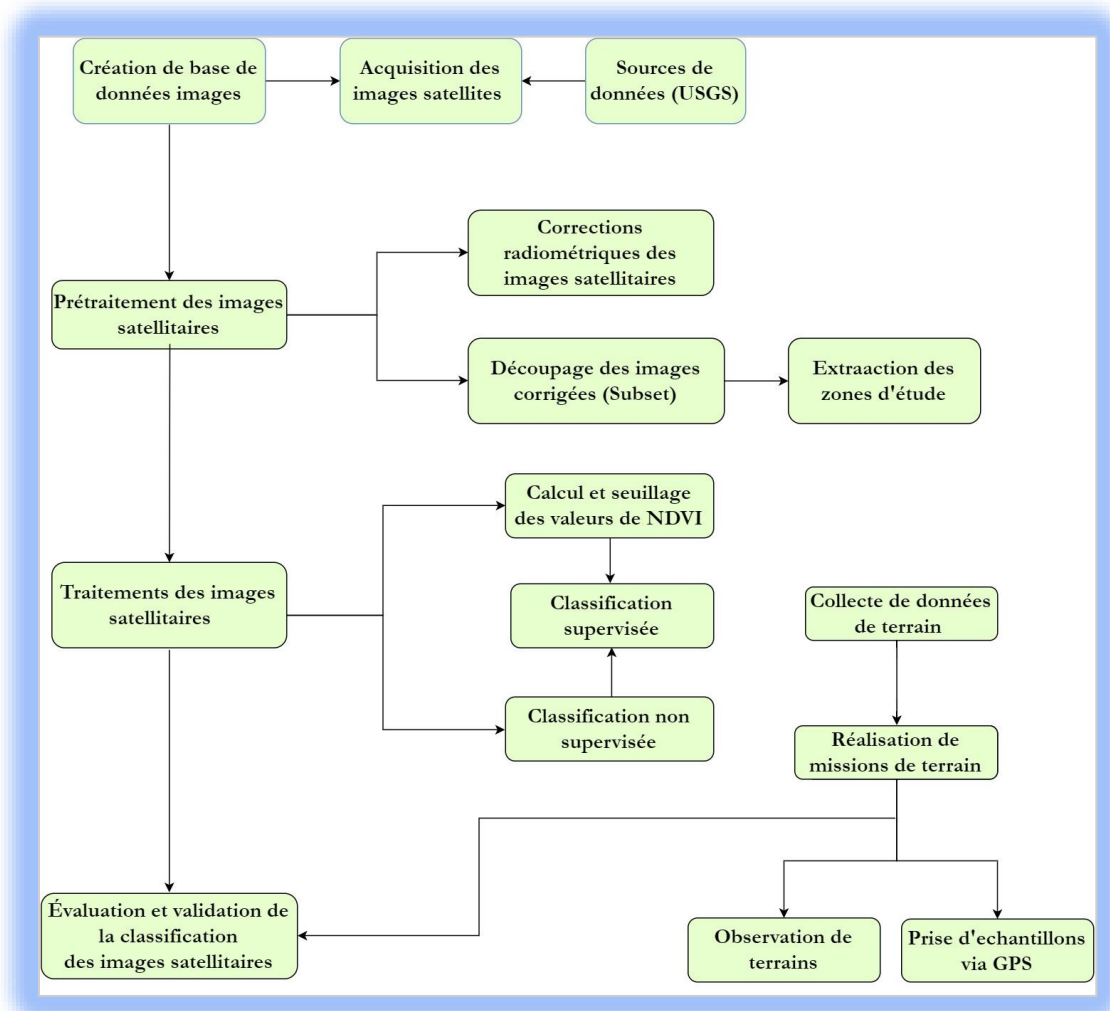 Création de base de
données images
Acquisition des
images satellites
Sources de
données (USGS)
Corrections
radiométriques des
images satellitaires
Prétraitement des images
satellitaires
Découpage des images
corrigées (Subset)
Extraaction des
zones d'étude
Calcul et seuillage
des valeurs de NDVI
Traitements des images
satellitaires
Classification
supervisée
Collecte de données
de terrain
Classification non
supervisée
Réalisation de
missions de terrain
Évaluation et validation de
la classification
des images satellitaires
Observation de
terrains
Prise d'echantillons
via GPS